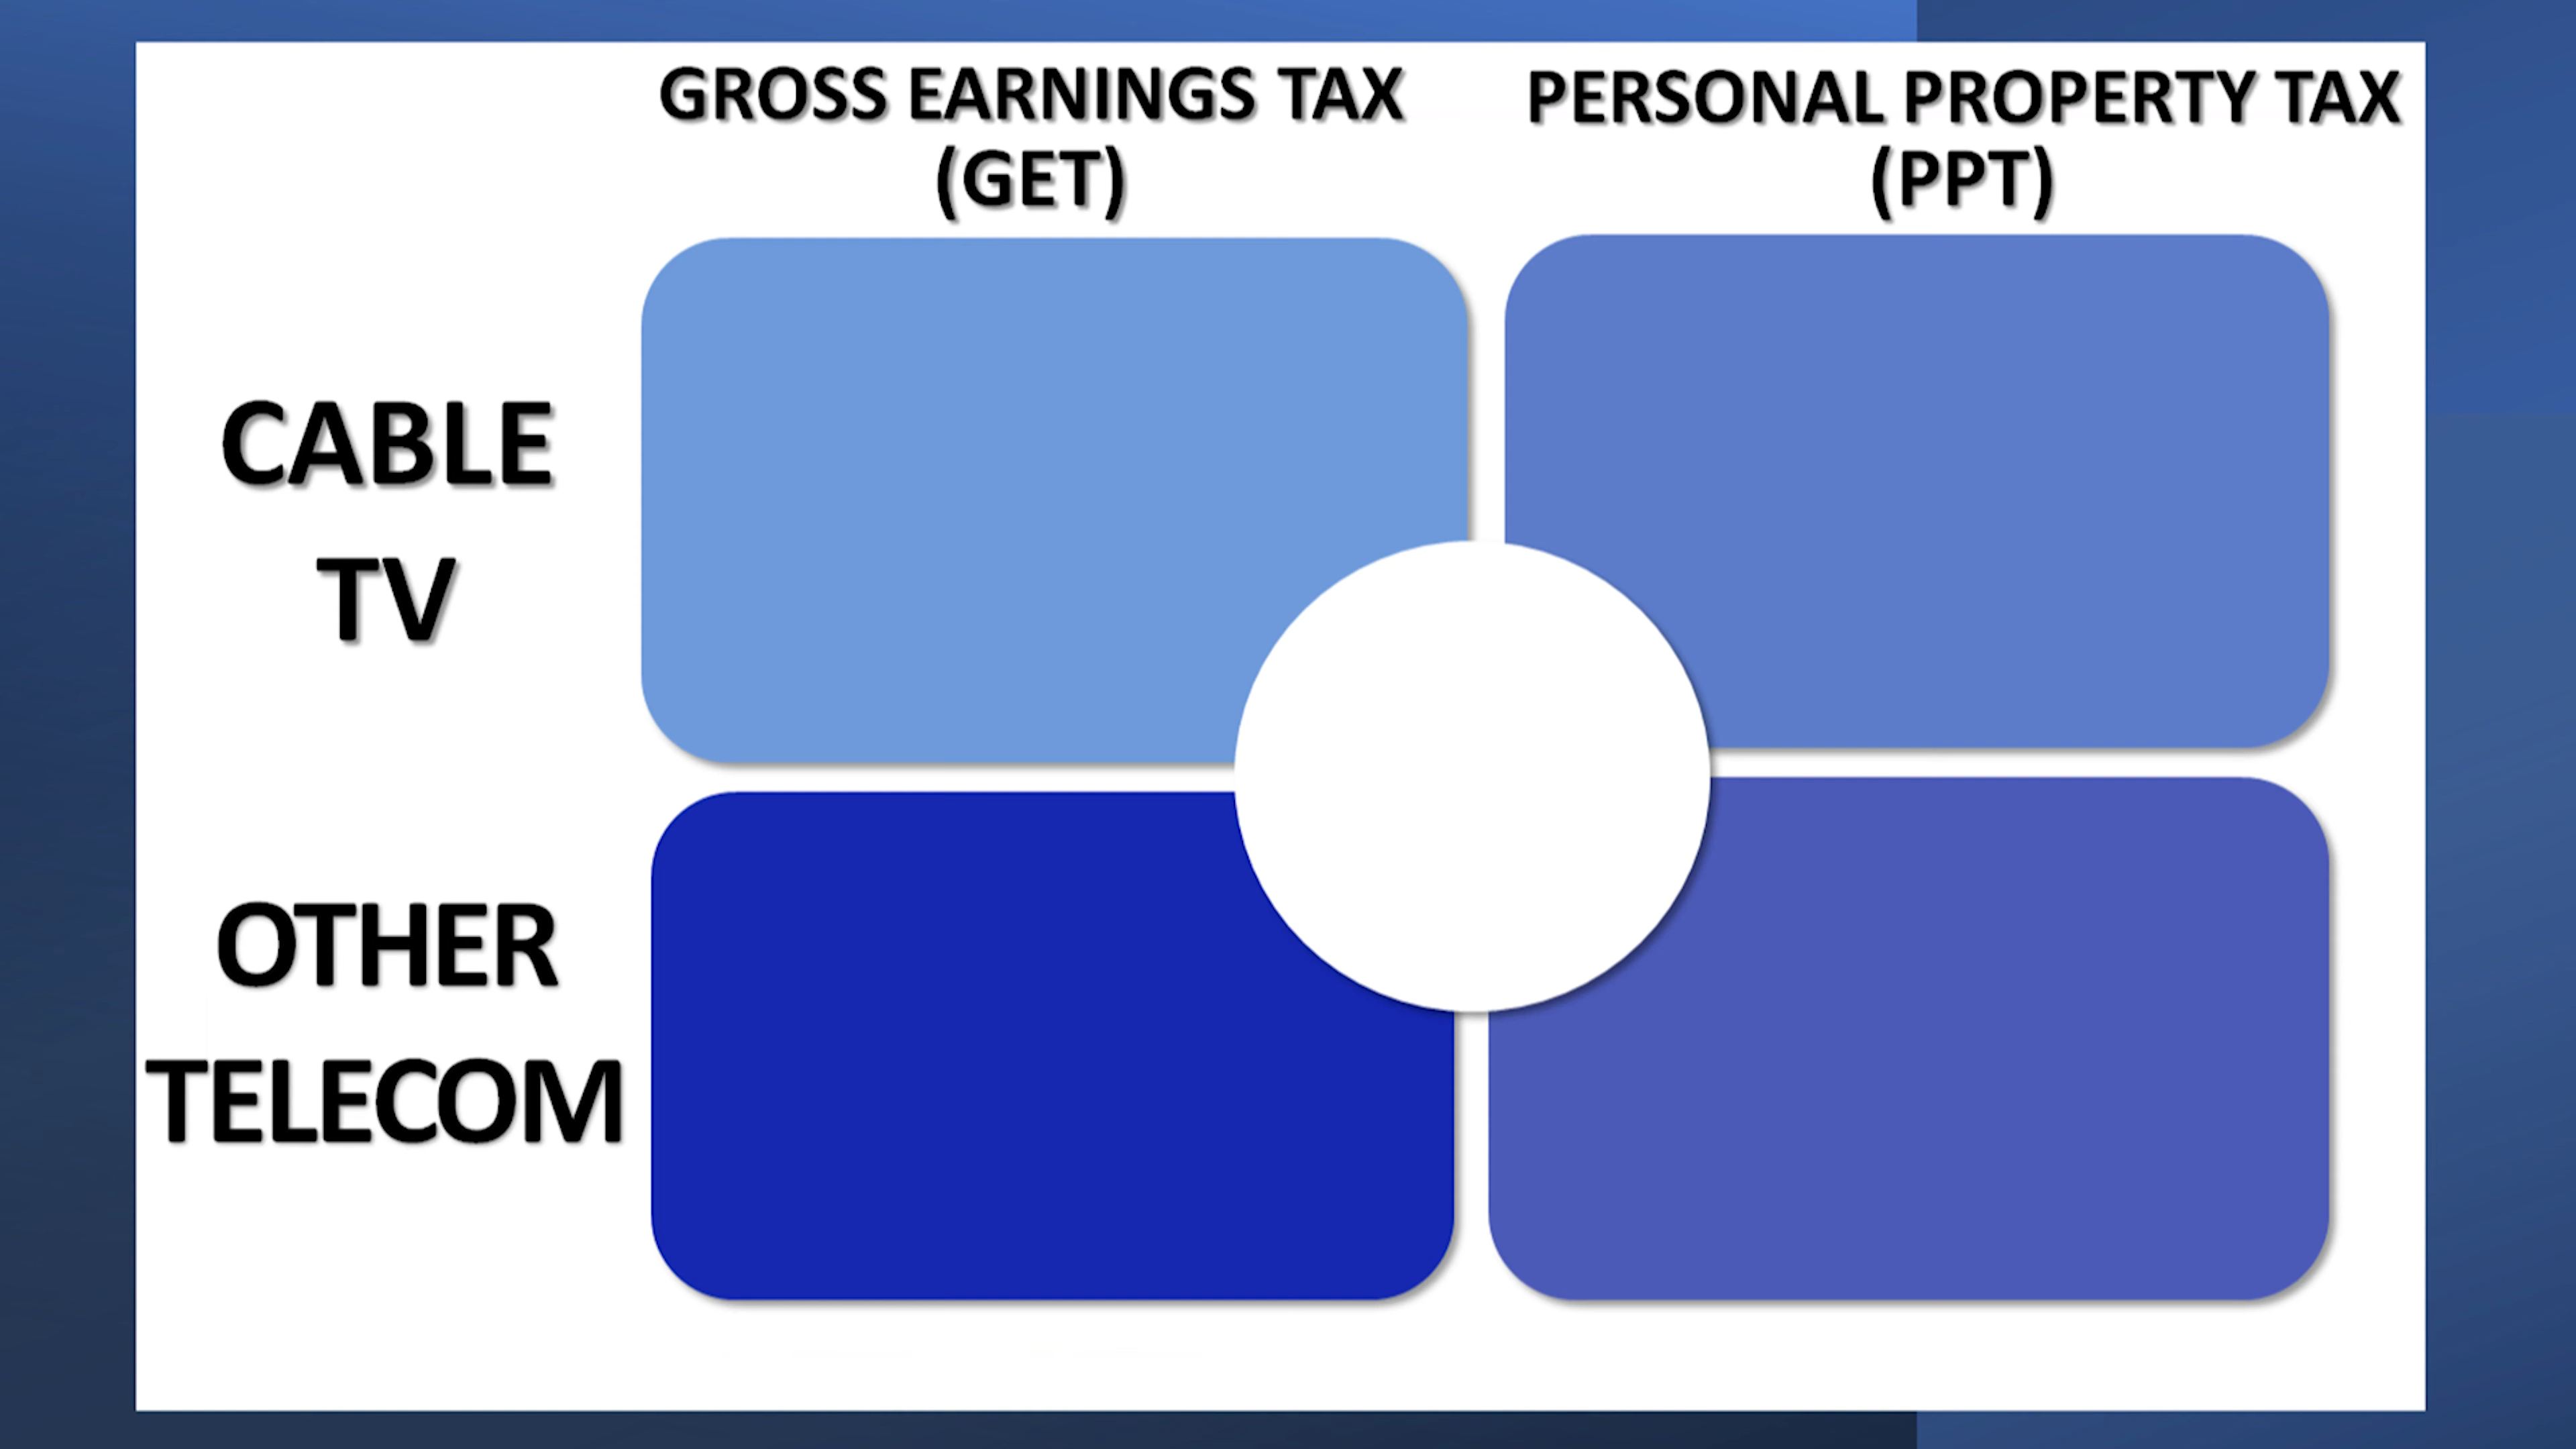 GROSS EARNINGS TAX
(GET)
PERSONAL PROPERTY TAX
(PPT)
CABLE
TV
OTHER
TELECOM